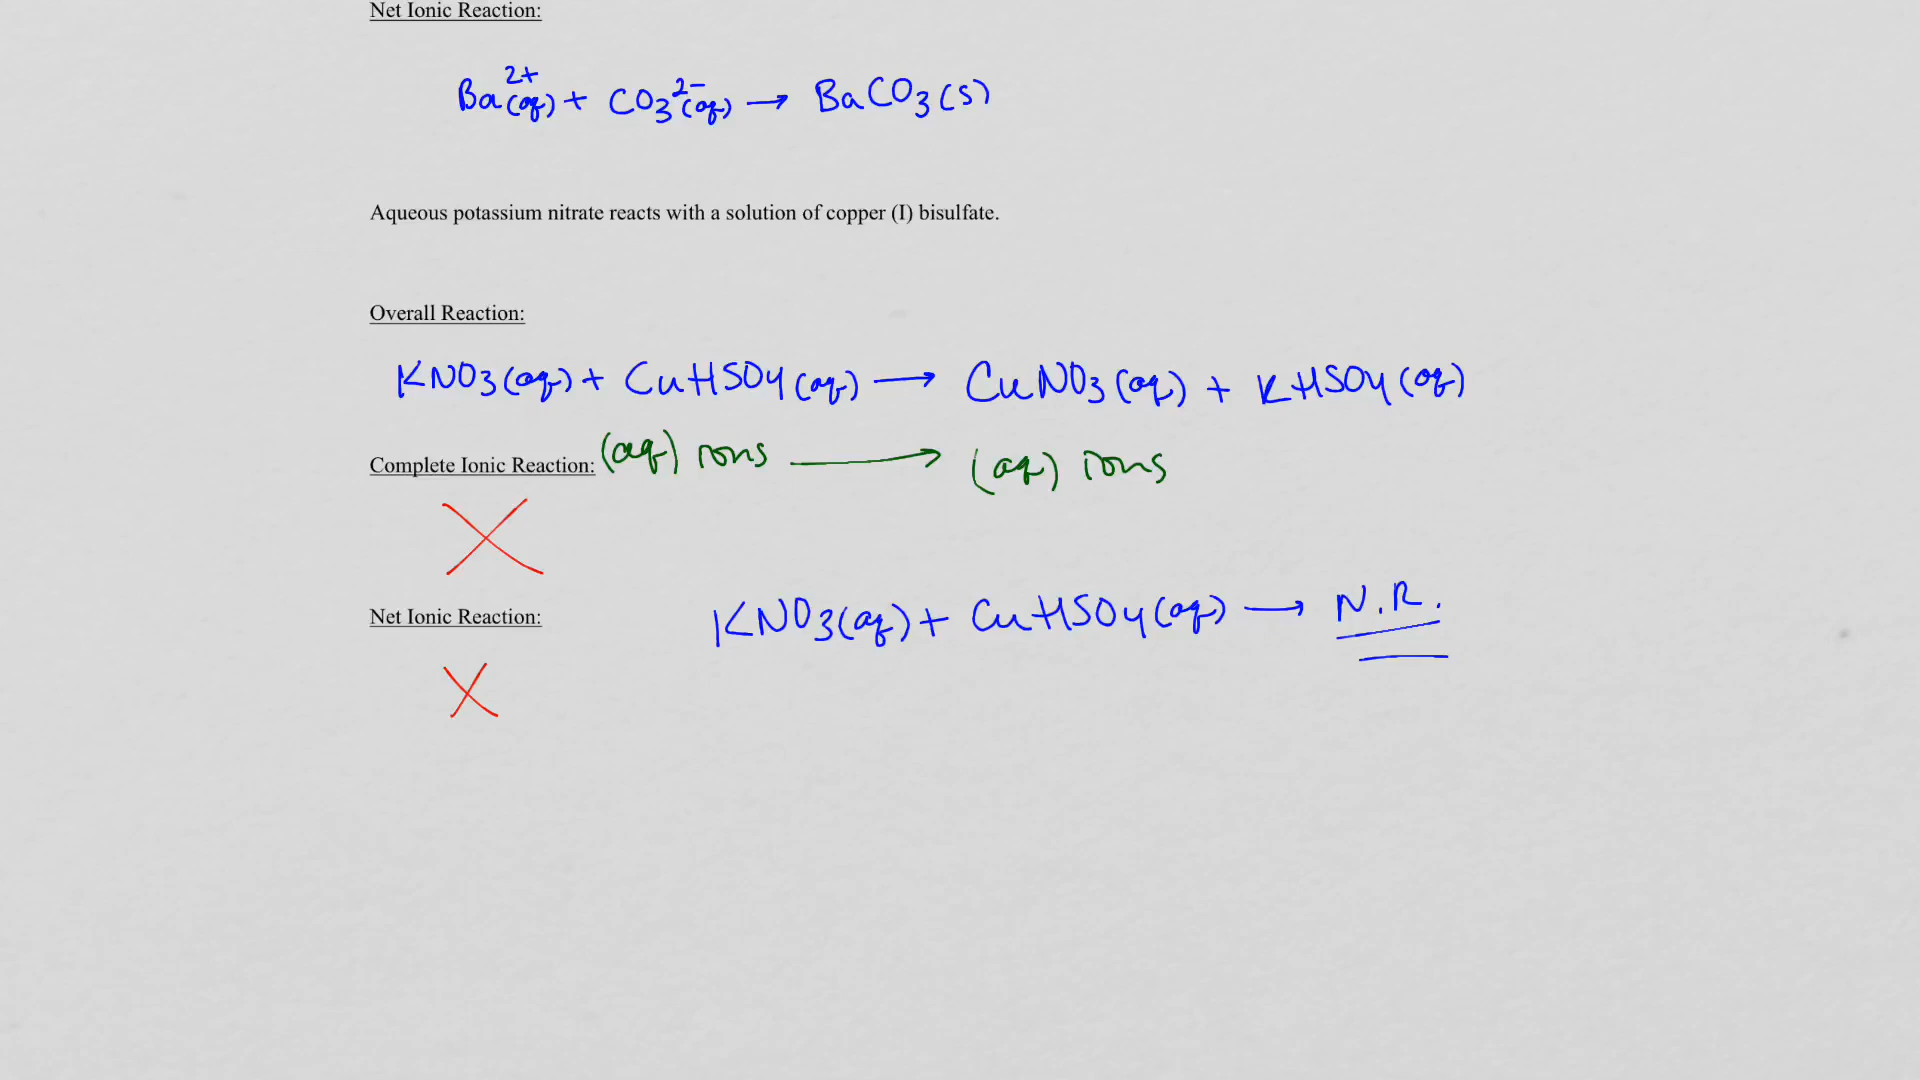 Net Ionic Reaction:
Ba²⁺(aq) + CO₃²⁻(aq) → BaCO₃(s)
Aqueous potassium nitrate reacts with a solution of copper (I) bisulfate.
Overall Reaction:
KNO₃(aq) + CuHSO₄(aq) → CuNO₃(aq) + KHSO₄(aq)
Complete Ionic Reaction: (aq) ions → (aq) ions
KNO₃(aq) + CuHSO₄(aq) → N.R.
Net Ionic Reaction: